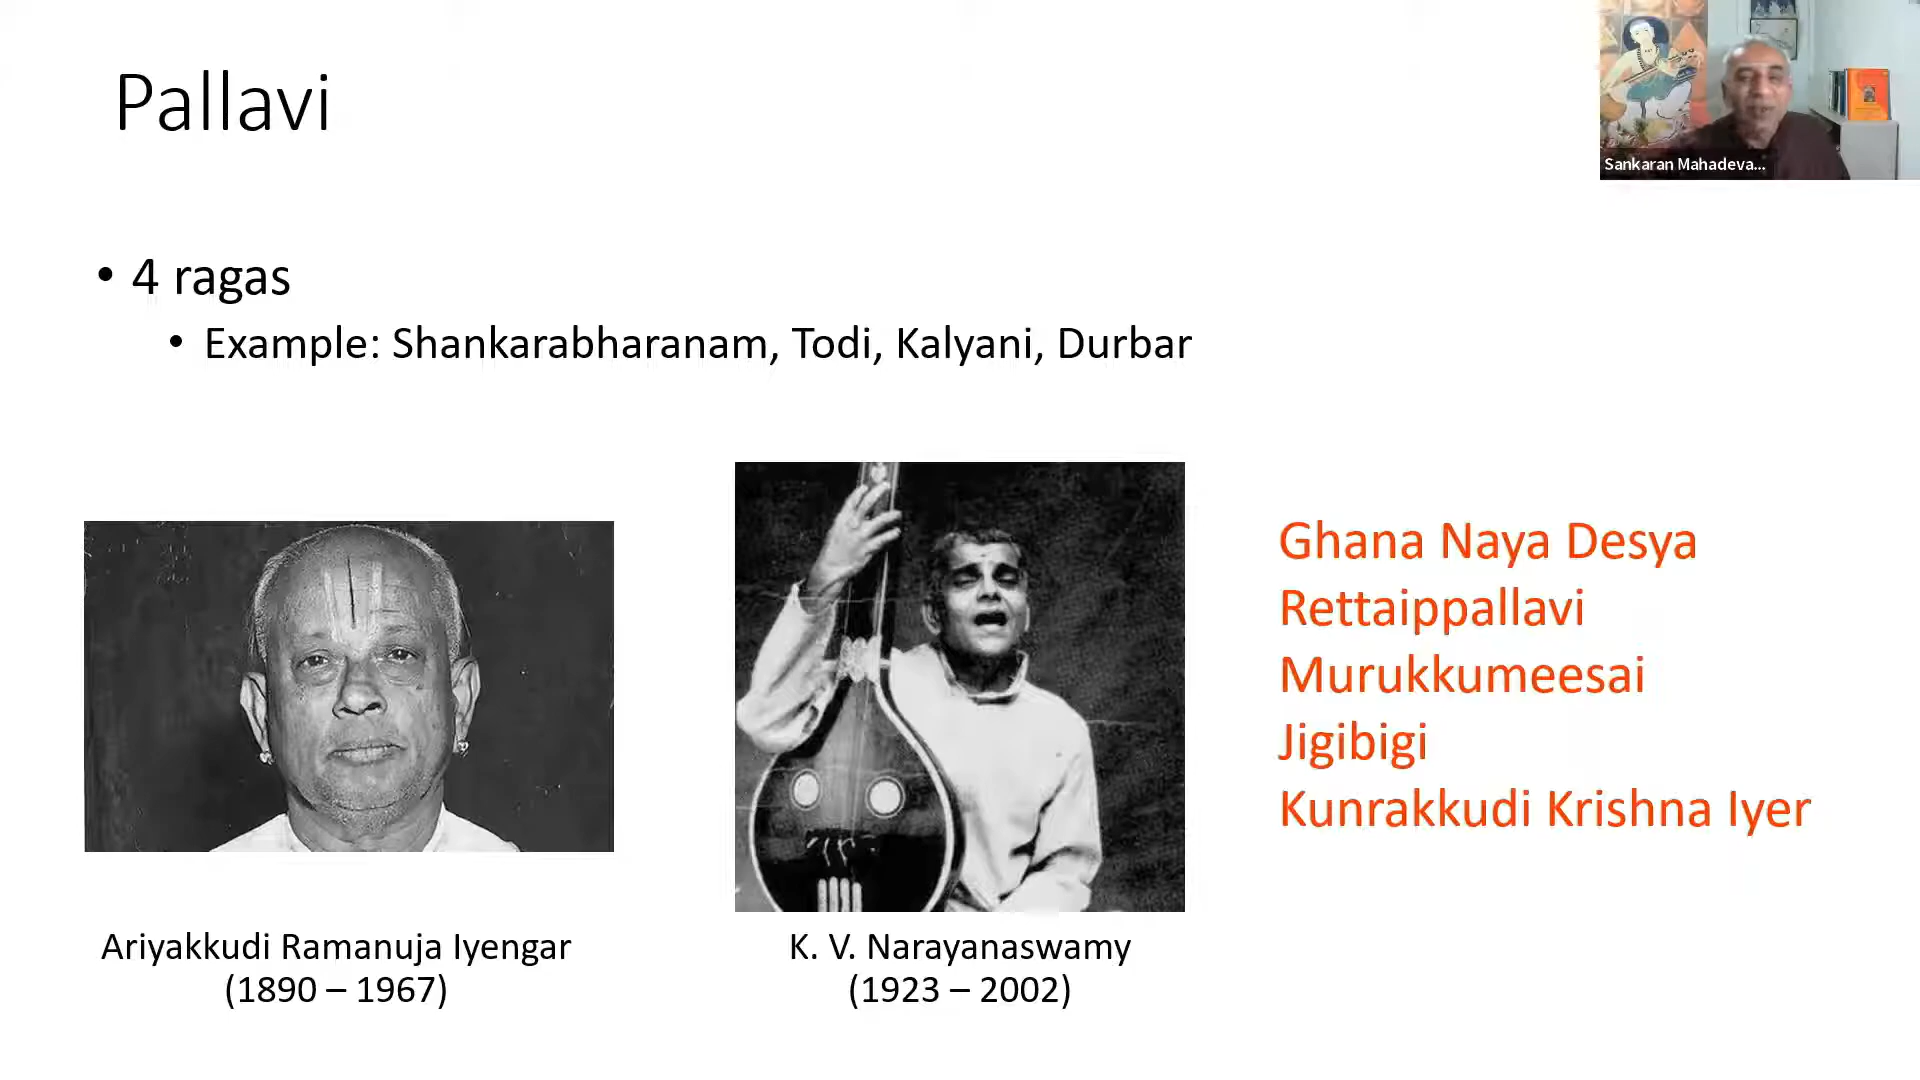 Pallavi
Sankaran Mahadeva...
• 4 ragas
• Example: Shankarabharanam, Todi, Kalyani, Durbar
Ghana Naya Desya
Rettaippallavi
Murukkumeesai
Jigibigi
Kunrakkudi Krishna Iyer
Ariyakkudi Ramanuja Iyengar
(1890 – 1967)
K. V. Narayanaswamy
(1923 – 2002)